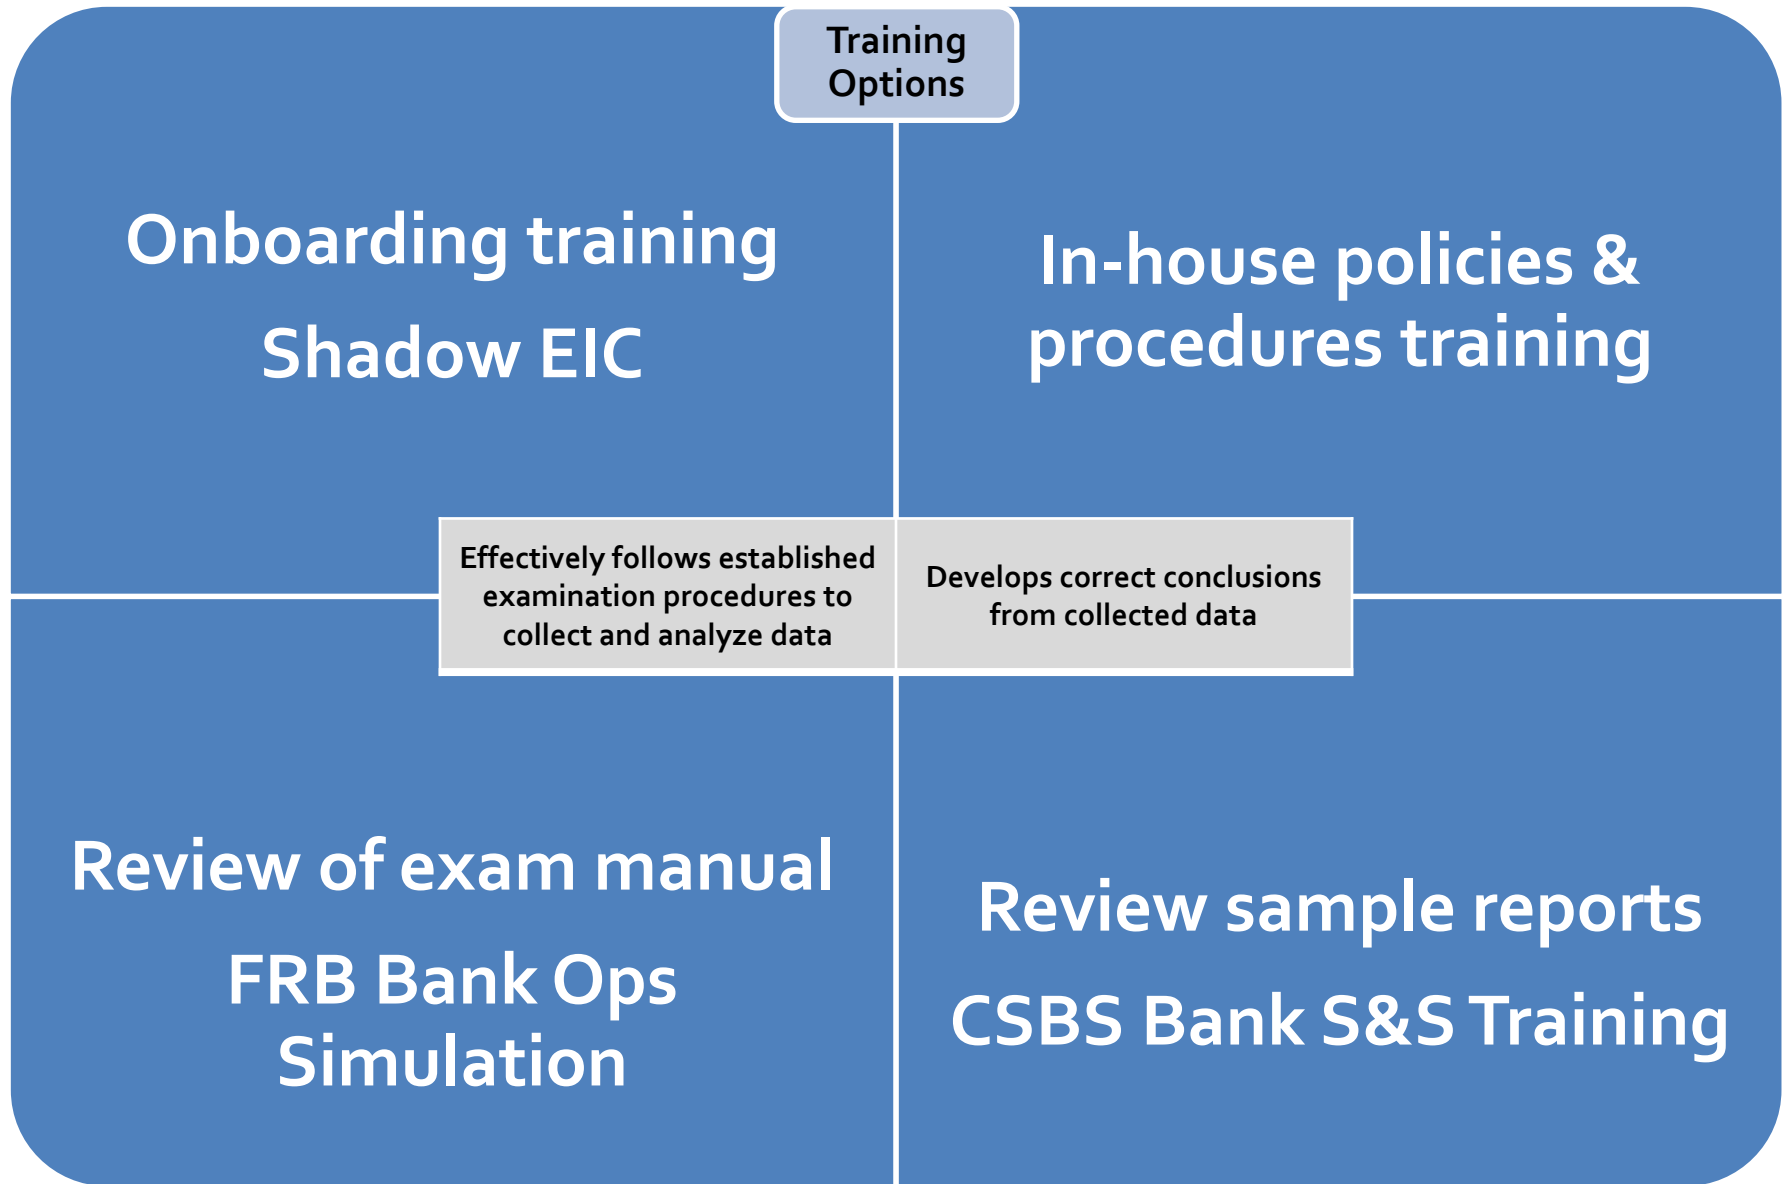 Training
Options
Onboarding training
Shadow EIC
In-house policies &
procedures training
Effectively follows established
examination procedures to
collect and analyze data
Develops correct conclusions
from collected data
Review of exam manual
FRB Bank Ops
Simulation
Review sample reports
CSBS Bank S&S Training